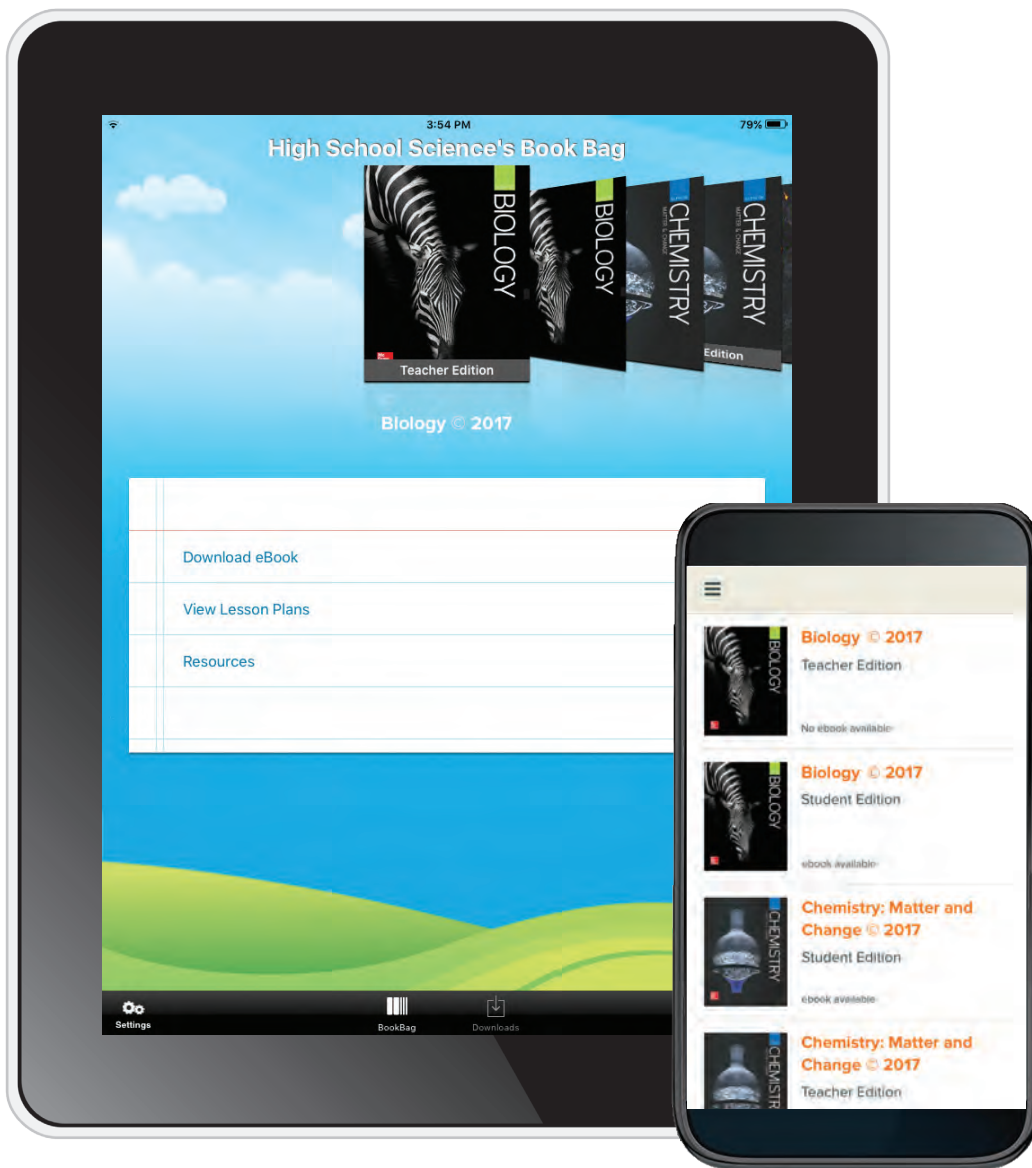 3:54 PM
79%
High School Science's Book Bag
BIOLOGY
Teacher Edition
BIOLOGY
CHEMISTRY
MATTER & CHANGE
CHEMISTRY
MATTER & CHANGE
Edition
Biology © 2017
Download eBook
View Lesson Plans
Resources
Settings
BookBag
Downloads
BIOLOGY
Biology © 2017
Teacher Edition
No ebook available
BIOLOGY
Biology © 2017
Student Edition
ebook available
CHEMISTRY
Chemistry: Matter and
Change © 2017
Student Edition
ebook available
CHEMISTR
Chemistry: Matter and
Change © 2017
Teacher Edition